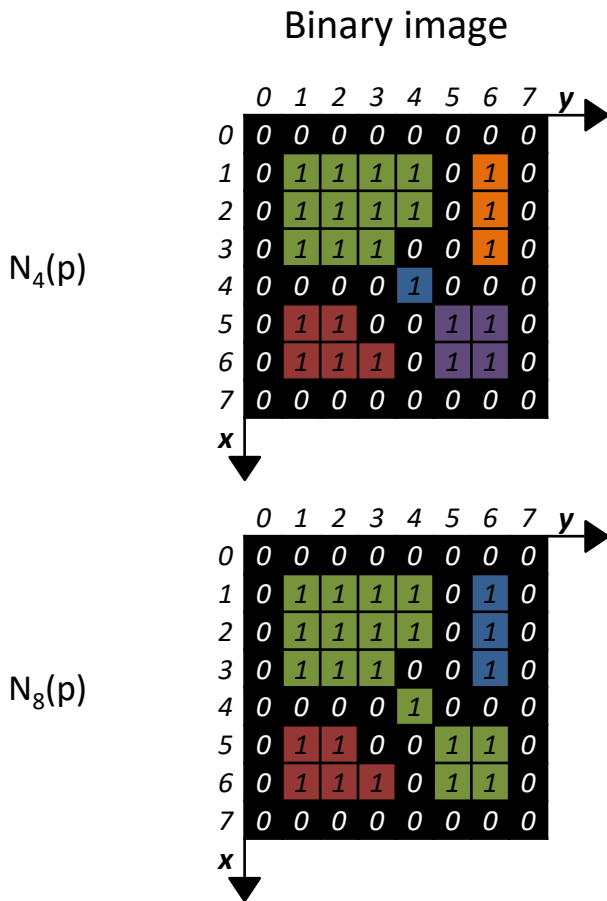 Binary image
0 1 2 3 4 5 6 7 y
0 0 0 0 0 0 0 0 0
1 0 1 1 1 1 0 1 0
2 0 1 1 1 1 0 1 0
3 0 1 1 1 0 0 1 0
N₄(p)
4 0 0 0 0 1 0 0 0
5 0 1 1 0 0 1 1 0
6 0 1 1 1 0 1 1 0
7 0 0 0 0 0 0 0 0
x
0 1 2 3 4 5 6 7 y
0 0 0 0 0 0 0 0 0
1 0 1 1 1 1 0 1 0
2 0 1 1 1 1 0 1 0
3 0 1 1 1 0 0 1 0
N₈(p)
4 0 0 0 0 1 0 0 0
5 0 1 1 0 0 1 1 0
6 0 1 1 1 0 1 1 0
7 0 0 0 0 0 0 0 0
x